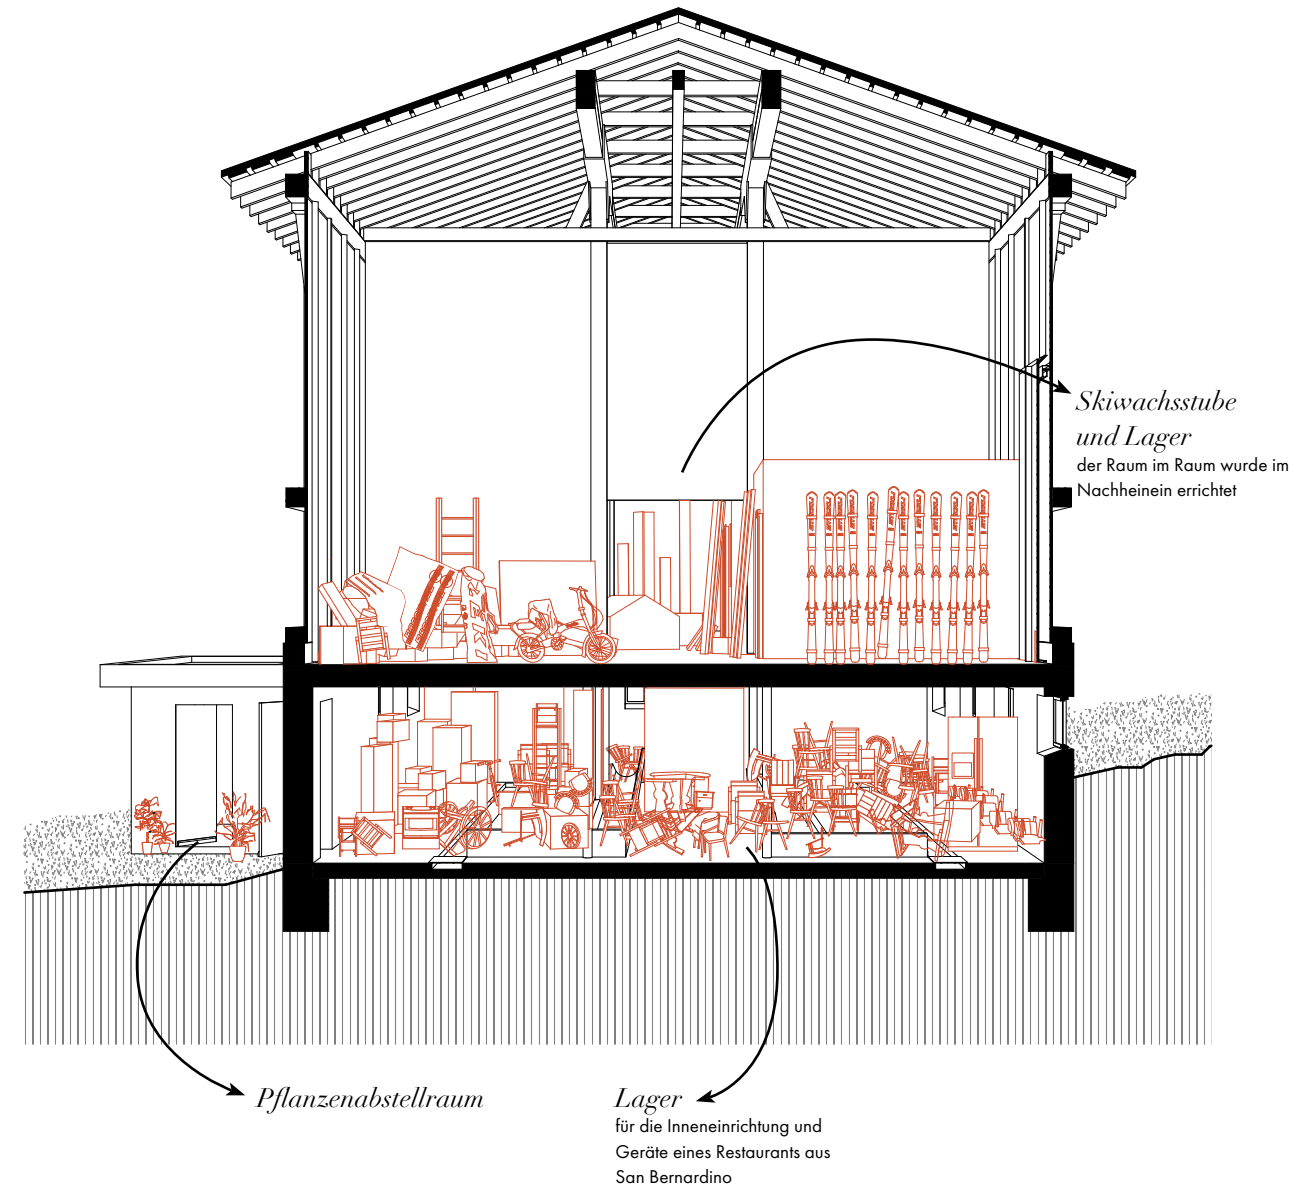 Skiwachsstube
und Lager
der Raum im Raum wurde im
Nachheinein errichtet
Pflanzenabstellraum
Lager
für die Inneneinrichtung und
Geräte eines Restaurants aus
San Bernardino